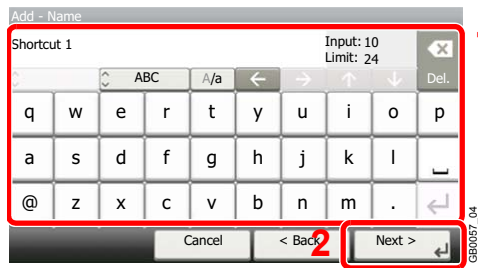 Add - Name
Shortcut 1
Input: 10
Limit: 24
Del.
ABC
A/a
q w e r t y u i o p
a s d f g h j k l
@ z x c v b n m .
Cancel
< Back
2
Next >
GB0057_04